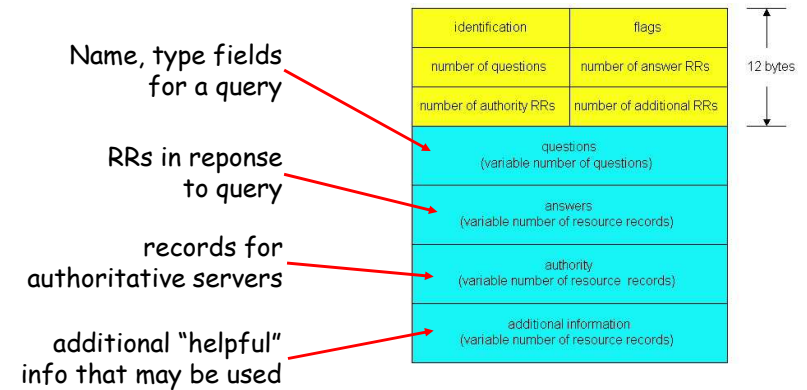 identification
flags
number of questions
number of answer RRs
12 bytes
number of authority RRs
number of additional RRs
Name, type fields
for a query
questions
(variable number of questions)
RRs in reponse
to query
answers
(variable number of resource records)
records for
authoritative servers
authority
(variable number of resource records)
additional "helpful"
info that may be used
additional information
(variable number of resource records)